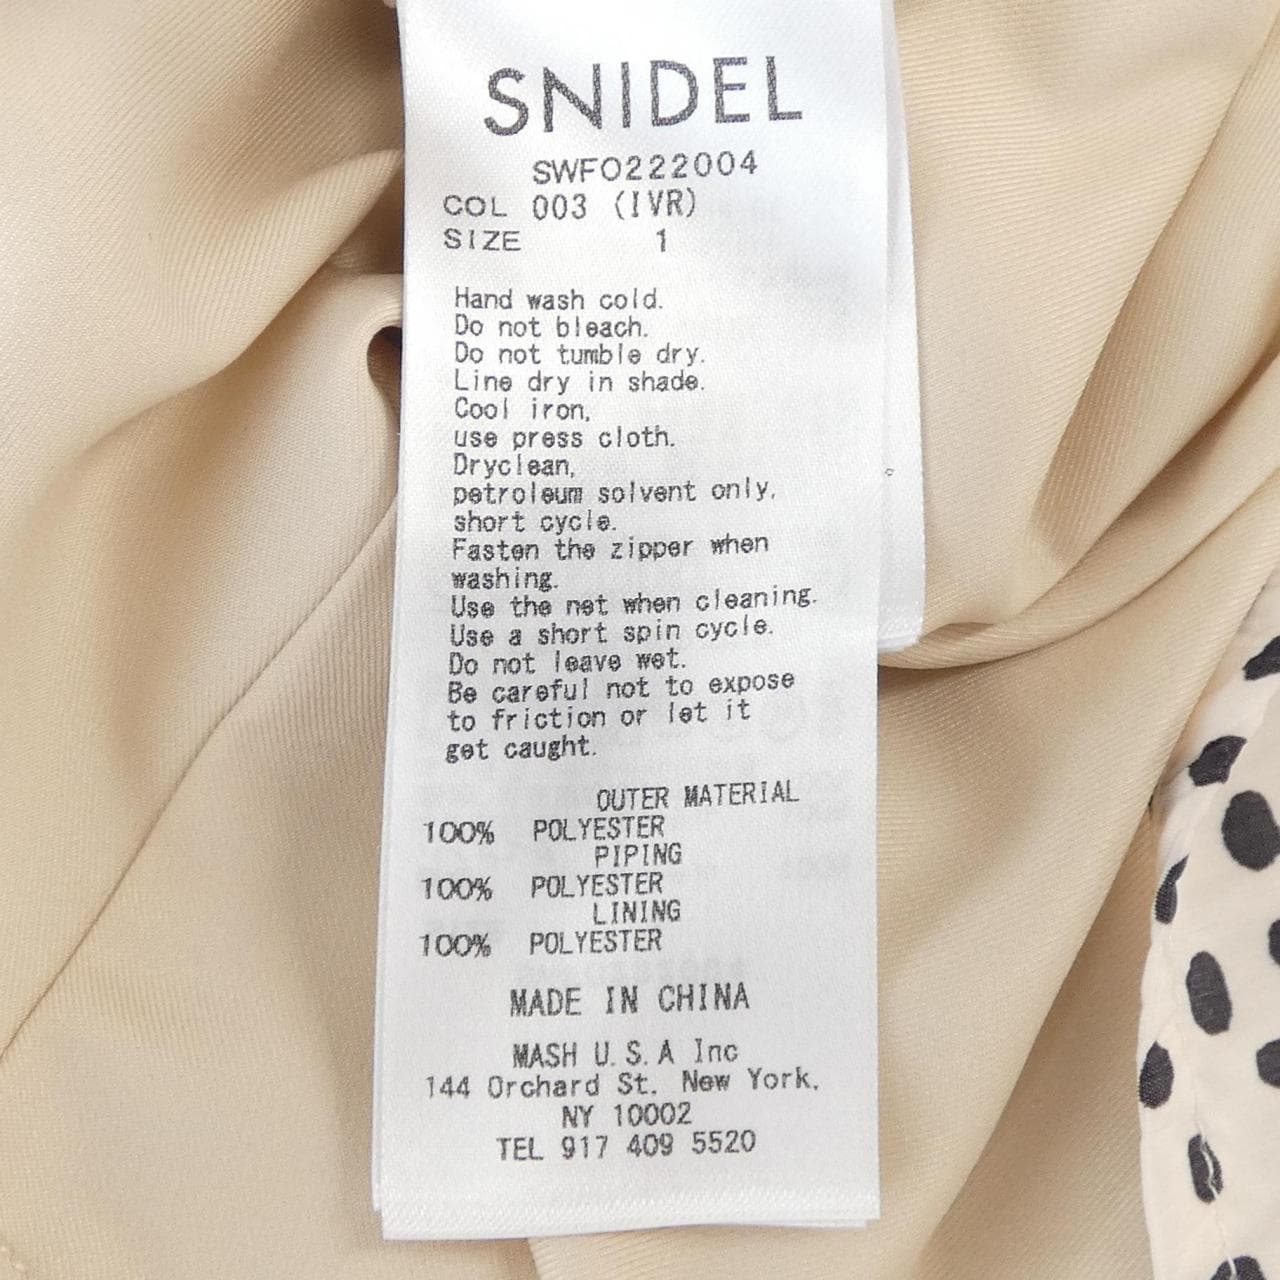 SNIDEL
SWFO222004
COL 003 (IVR)
SIZE 1
Hand wash cold.
Do not bleach.
Do not tumble dry.
Line dry in shade.
Cool iron,
use press cloth.
Dryclean,
petroleum solvent only,
short cycle.
Fasten the zipper when
washing.
Use the net when cleaning.
Use a short spin cycle.
Do not leave wet.
Be careful not to expose
to friction or let it
get caught.
OUTER MATERIAL
100% POLYESTER
PIPING
100% POLYESTER
LINING
100% POLYESTER
MADE IN CHINA
MASH U.S.A Inc
144 Orchard St. New York,
NY 10002
TEL 917 409 5520